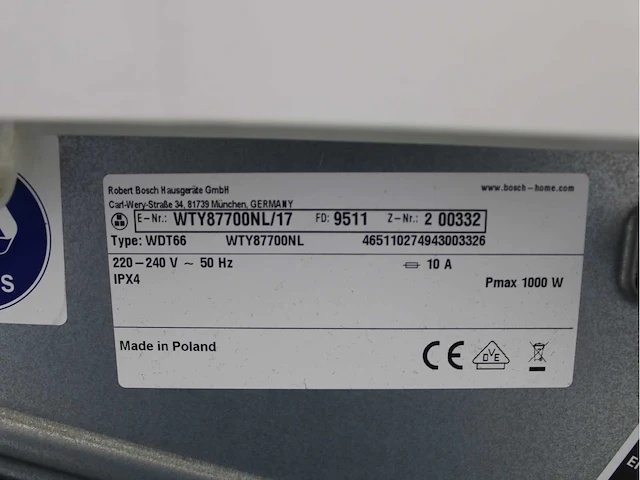 Robert Bosch Hausgeräte GmbH
Carl-Wery-Straße 34, 81739 München, GERMANY
www.bosch-home.com
E-Nr.: WTY87700NL/17 FD: 9511 Z-Nr.: 2 00332
Type: WDT66 WTY87700NL 465110274943003326
220-240 V ~ 50 Hz 10 A
IPX4 Pmax 1000 W
Made in Poland
CE DVE
S